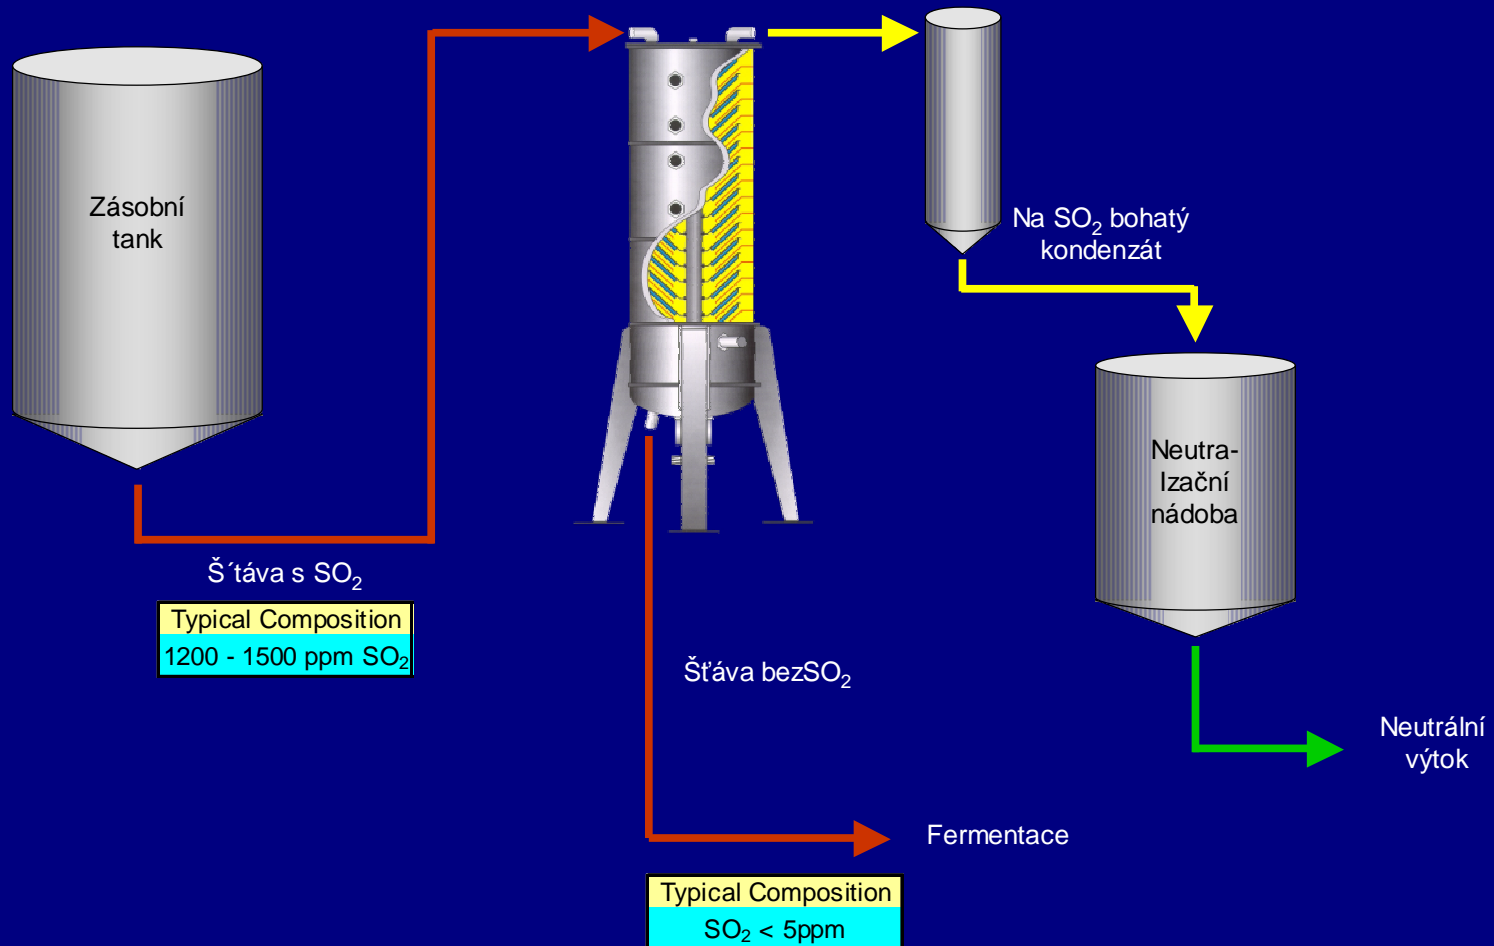 Zásobní
tank
Na SO₂ bohatý
kondenzát
Neutra-
lzační
nádoba
Š´táva s SO₂
Typical Composition
1200 - 1500 ppm SO₂
Šťáva bezSO₂
Neutrální
výtok
Fermentace
Typical Composition
SO₂ < 5ppm